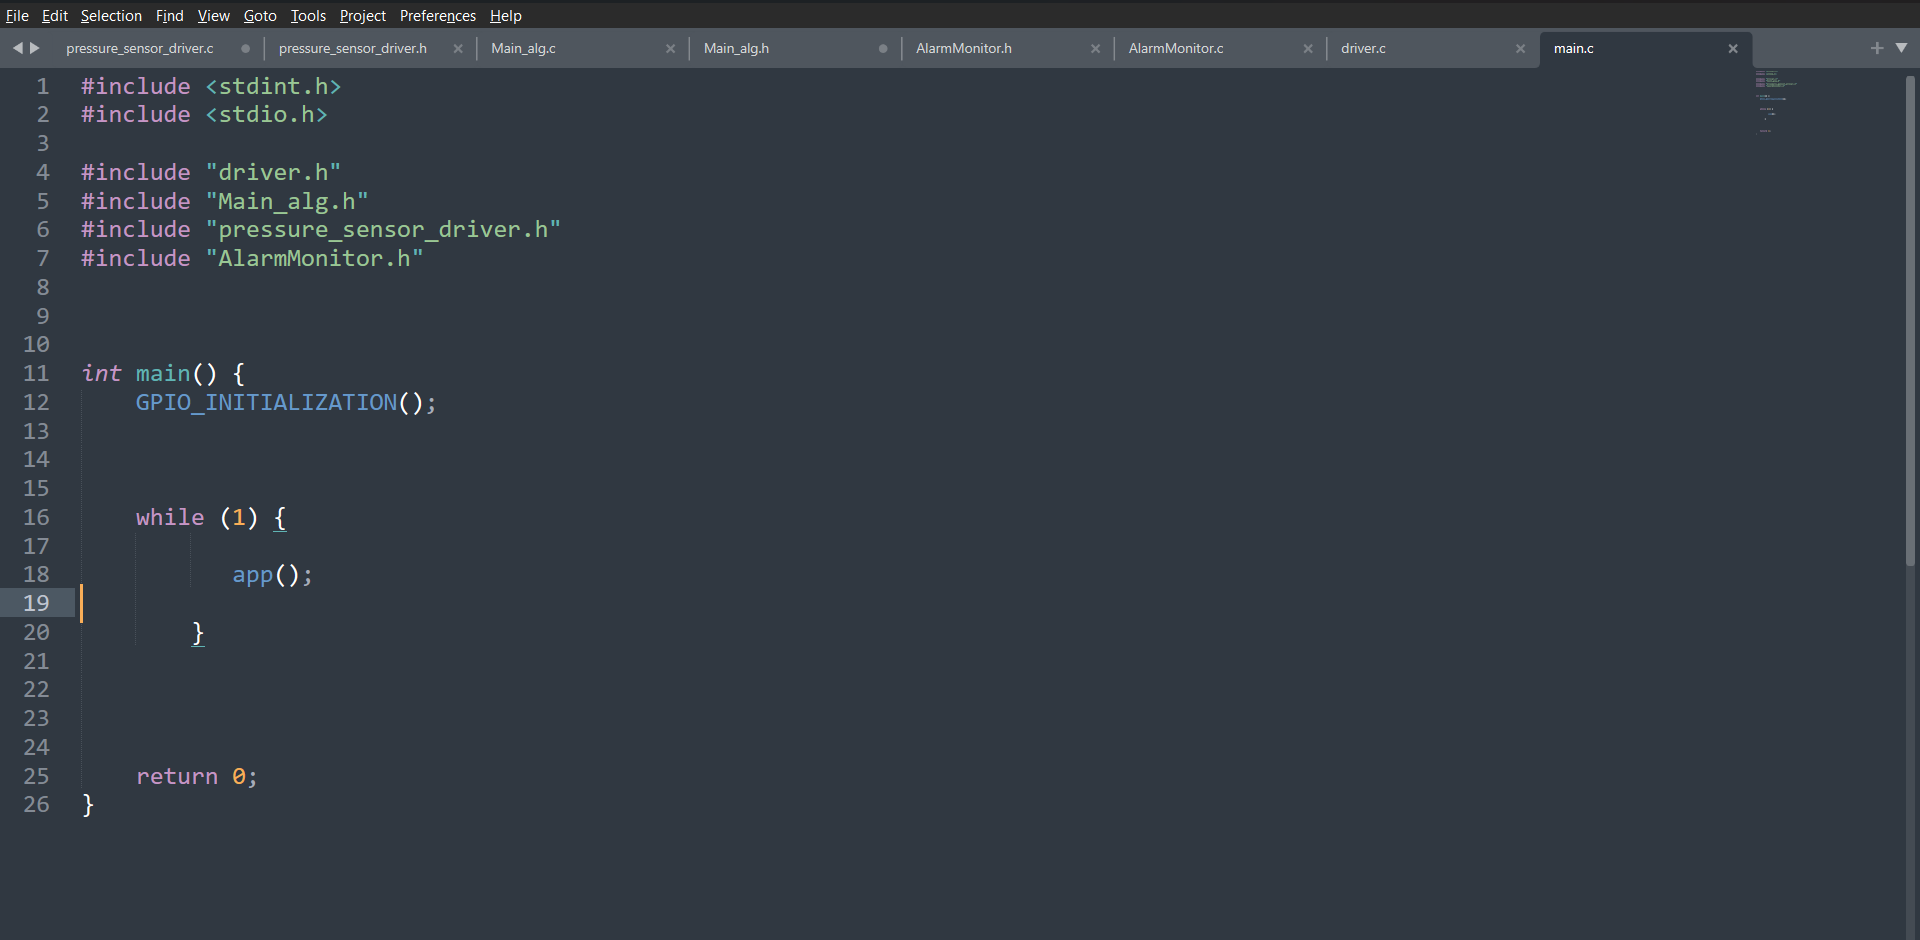 File Edit Selection Find View Goto Tools Project Preferences Help
pressure_sensor_driver.c pressure_sensor_driver.h Main_alg.c Main_alg.h AlarmMonitor.h AlarmMonitor.c driver.c main.c
1 #include <stdint.h>
2 #include <stdio.h>
3
4 #include "driver.h"
5 #include "Main_alg.h"
6 #include "pressure_sensor_driver.h"
7 #include "AlarmMonitor.h"
8
9
10
11 int main() {
12     GPIO_INITIALIZATION();
13
14
15
16     while (1) {
17
18            app();
19
20         }
21
22
23
24
25     return 0;
26 }